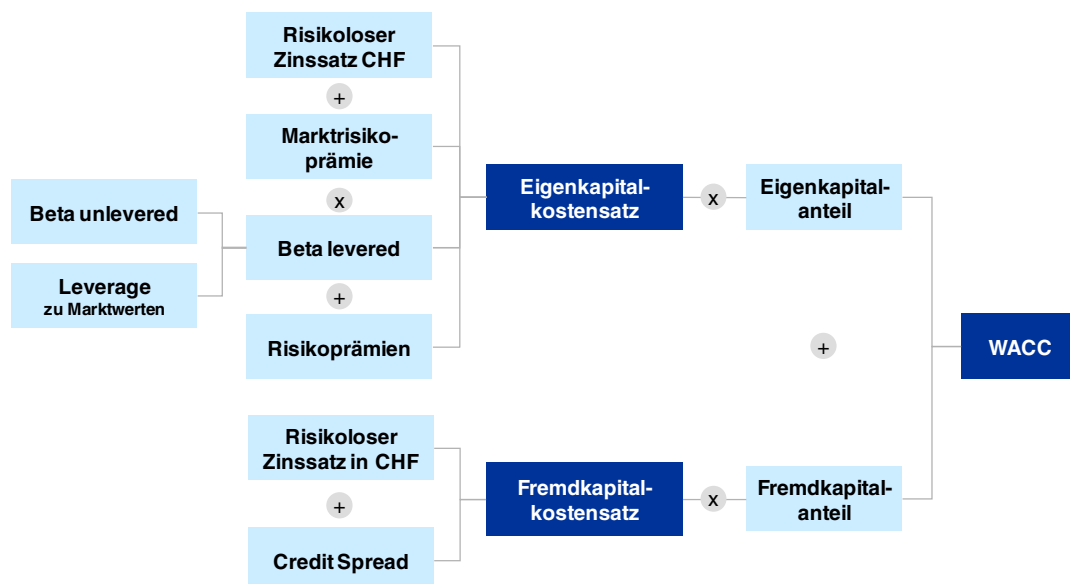 Risikoloser
Zinssatz CHF
+
Marktrisiko-
prämie
x
Beta unlevered
Beta levered
Leverage
zu Marktwerten
+
Risikoprämien
Eigenkapital-
kostensatz
x
Eigenkapital-
anteil
+
WACC
Risikoloser
Zinssatz in CHF
+
Credit Spread
Fremdkapital-
kostensatz
x
Fremdkapital-
anteil